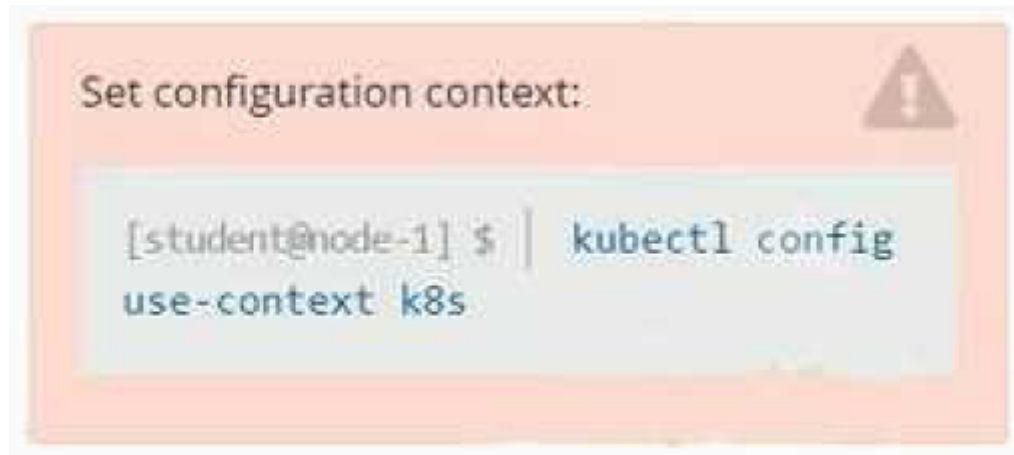 Set configuration context:
[student@node-1] $ | kubectl config
use-context k8s